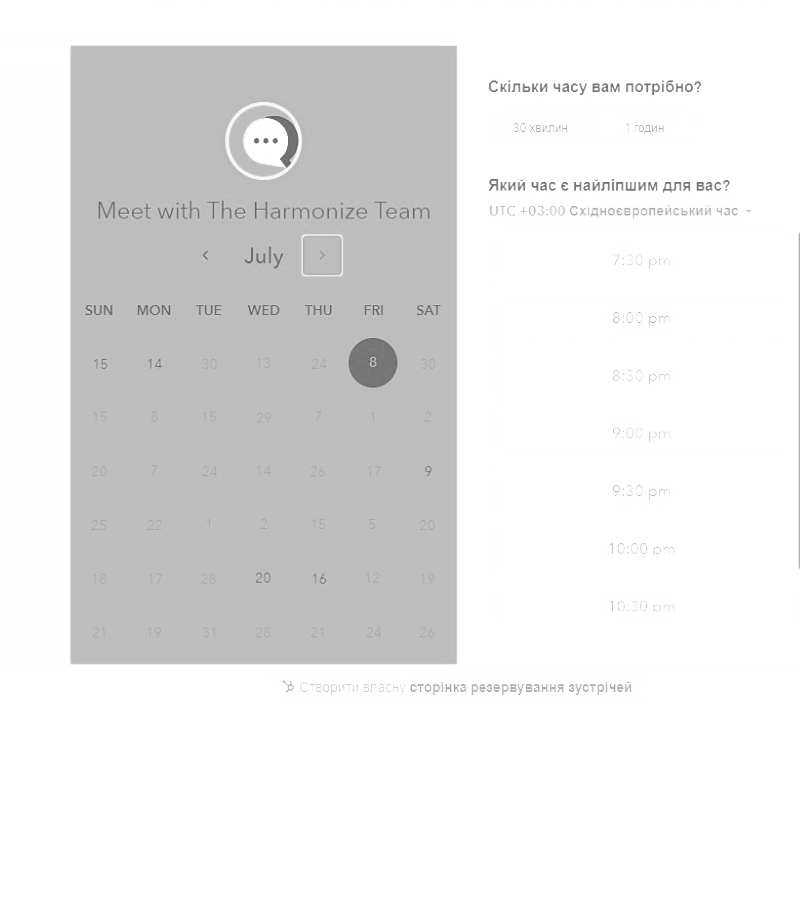 Meet with The Harmonize Team
July
SUN MON TUE WED THU FRI SAT
15 14 30 13 24 8 30
15 8 15 29 7 1 2
20 7 24 14 26 17 9
25 22 1 2 15 5 20
18 17 28 20 16 12 19
21 19 31 28 21 24 26
Скільки часу вам потрібно?
30 хвилин 1 годин
Який час є найліпшим для вас?
UTC +03:00 Східноєвропейський час
7:30 pm
8:00 pm
8:30 pm
9:00 pm
9:30 pm
10:00 pm
10:30 pm
Створити власну сторінка резервування зустрічей